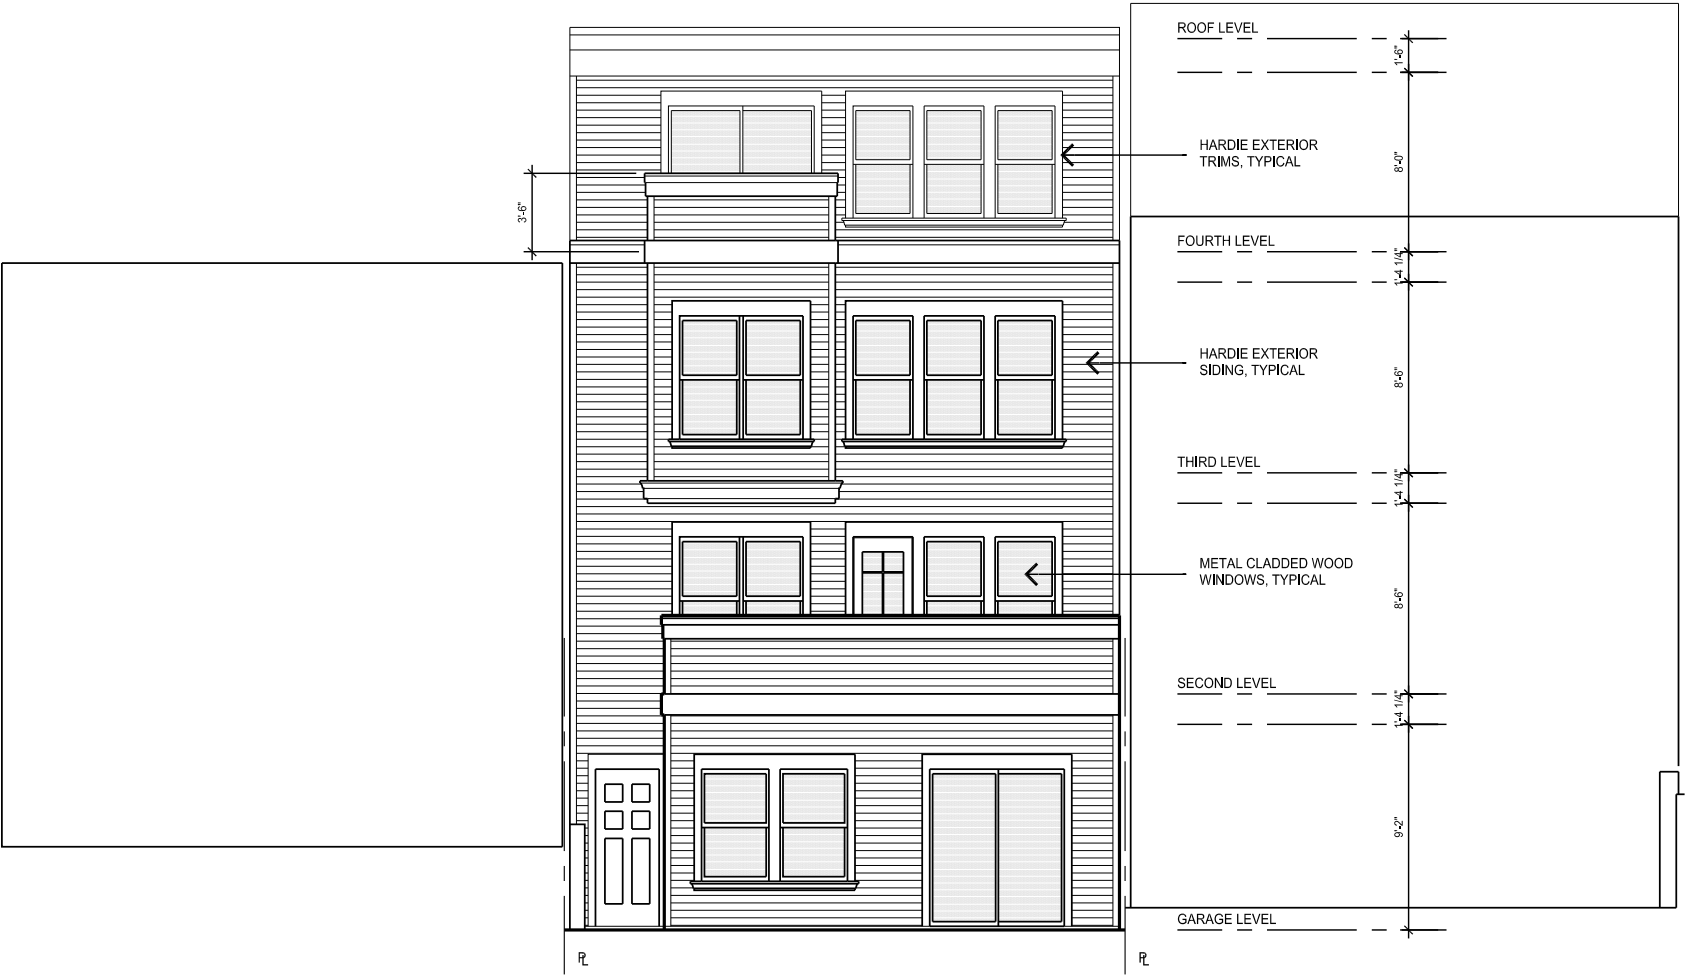 ROOF LEVEL
1'-6"
HARDIE EXTERIOR
TRIMS, TYPICAL
8'-0"
3'-6"
FOURTH LEVEL
1'-4 1/4"
HARDIE EXTERIOR
SIDING, TYPICAL
8'-6"
THIRD LEVEL
1'-4 1/4"
METAL CLADDED WOOD
WINDOWS, TYPICAL
8'-6"
SECOND LEVEL
1'-4 1/4"
9'-2"
GARAGE LEVEL
PL
PL